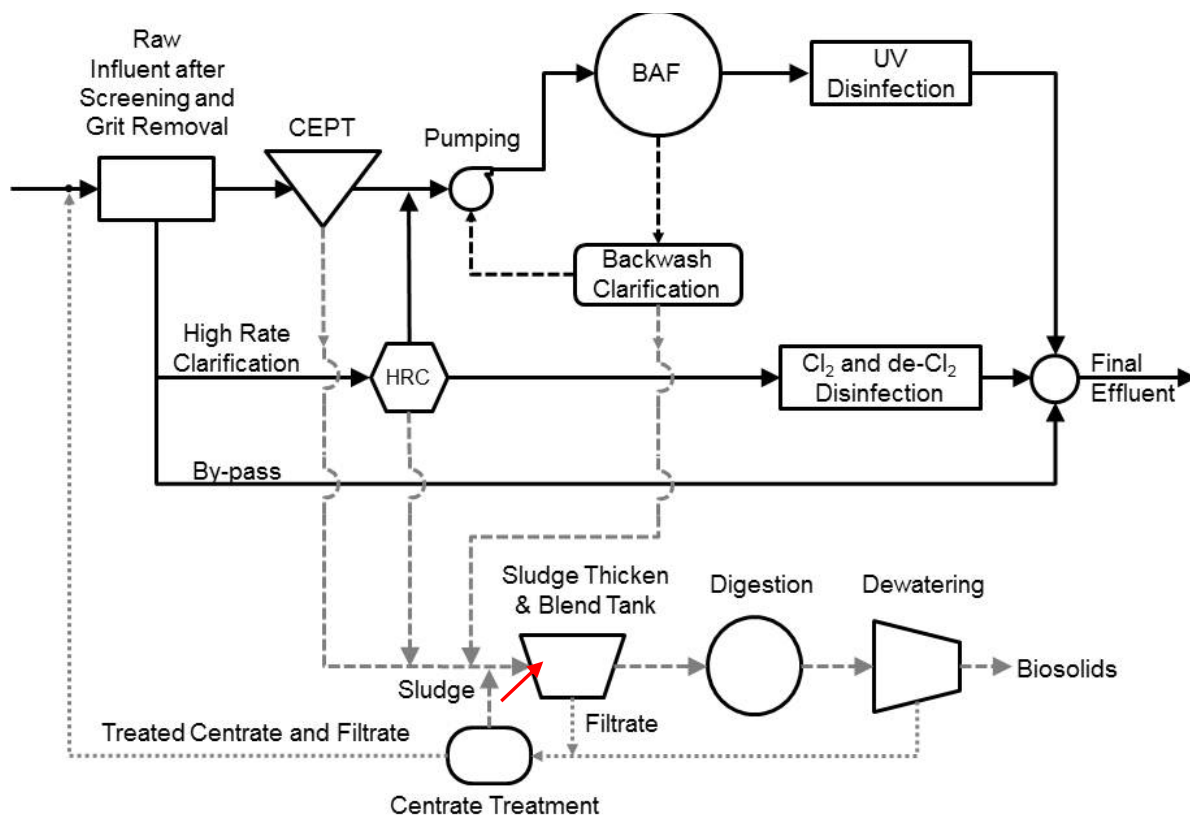 Raw
Influent after
Screening and
Grit Removal
CEPT
Pumping
BAF
UV
Disinfection
Backwash
Clarification
High Rate
Clarification
HRC
Cl₂ and de-Cl₂
Disinfection
Final
Effluent
By-pass
Sludge Thicken
& Blend Tank
Digestion
Dewatering
Sludge
Biosolids
Filtrate
Treated Centrate and Filtrate
Centrate Treatment